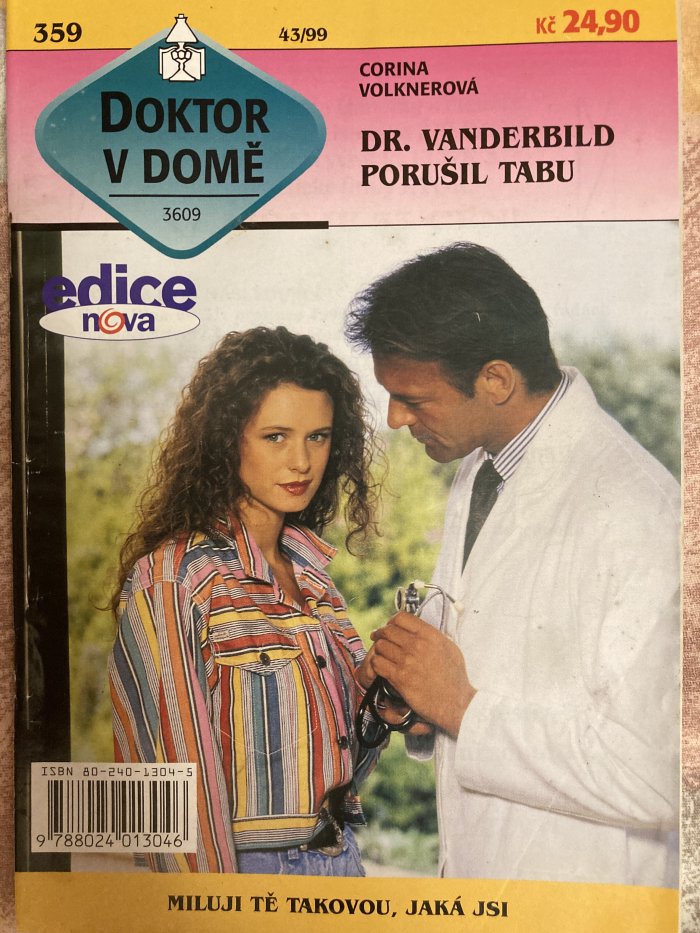 359
43/99
Kč 24,90
DOKTOR
V DOMĚ
3609
CORINA
VOLKNEROVÁ
DR. VANDERBILD
PORUŠIL TABU
edice
nova
ISBN 80-240-1304-5
9 788024 013046
MILUJI TĚ TAKOVOU, JAKÁ JSI